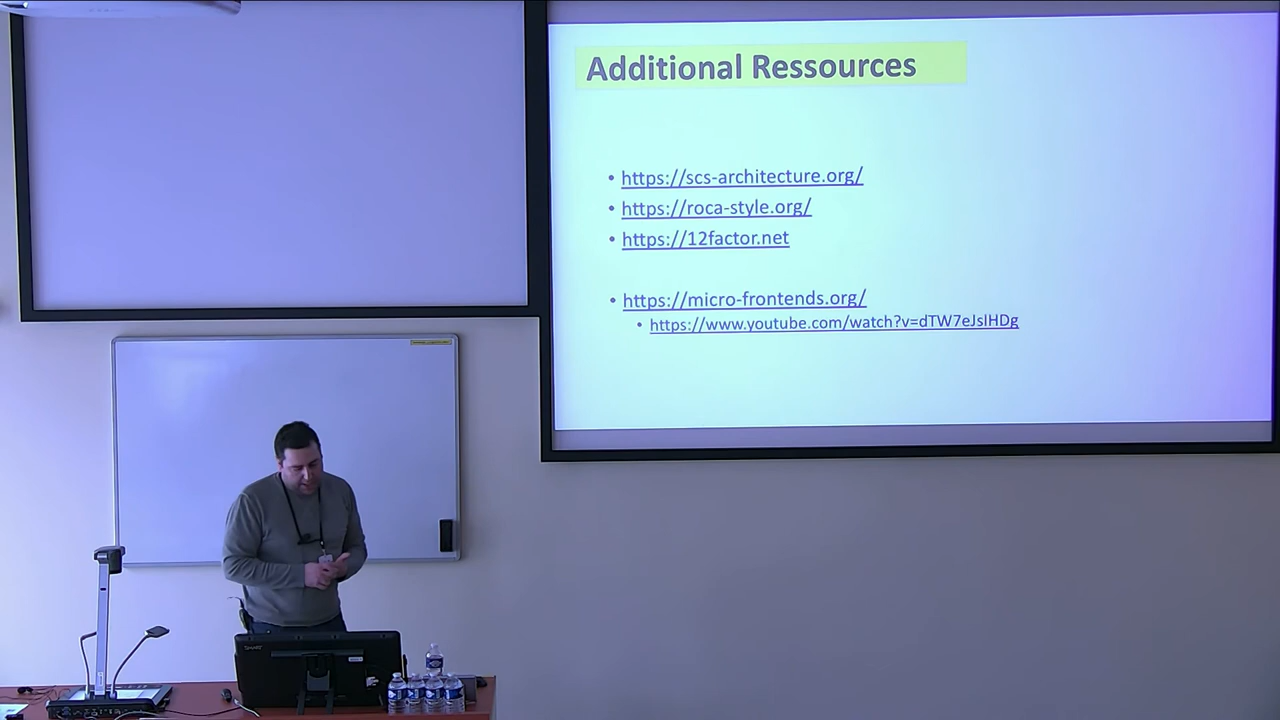 Additional Ressources
• https://scs-architecture.org/
• https://roca-style.org/
• https://12factor.net
• https://micro-frontends.org/
• https://www.youtube.com/watch?v=dTW7eJsIHDg
SMART